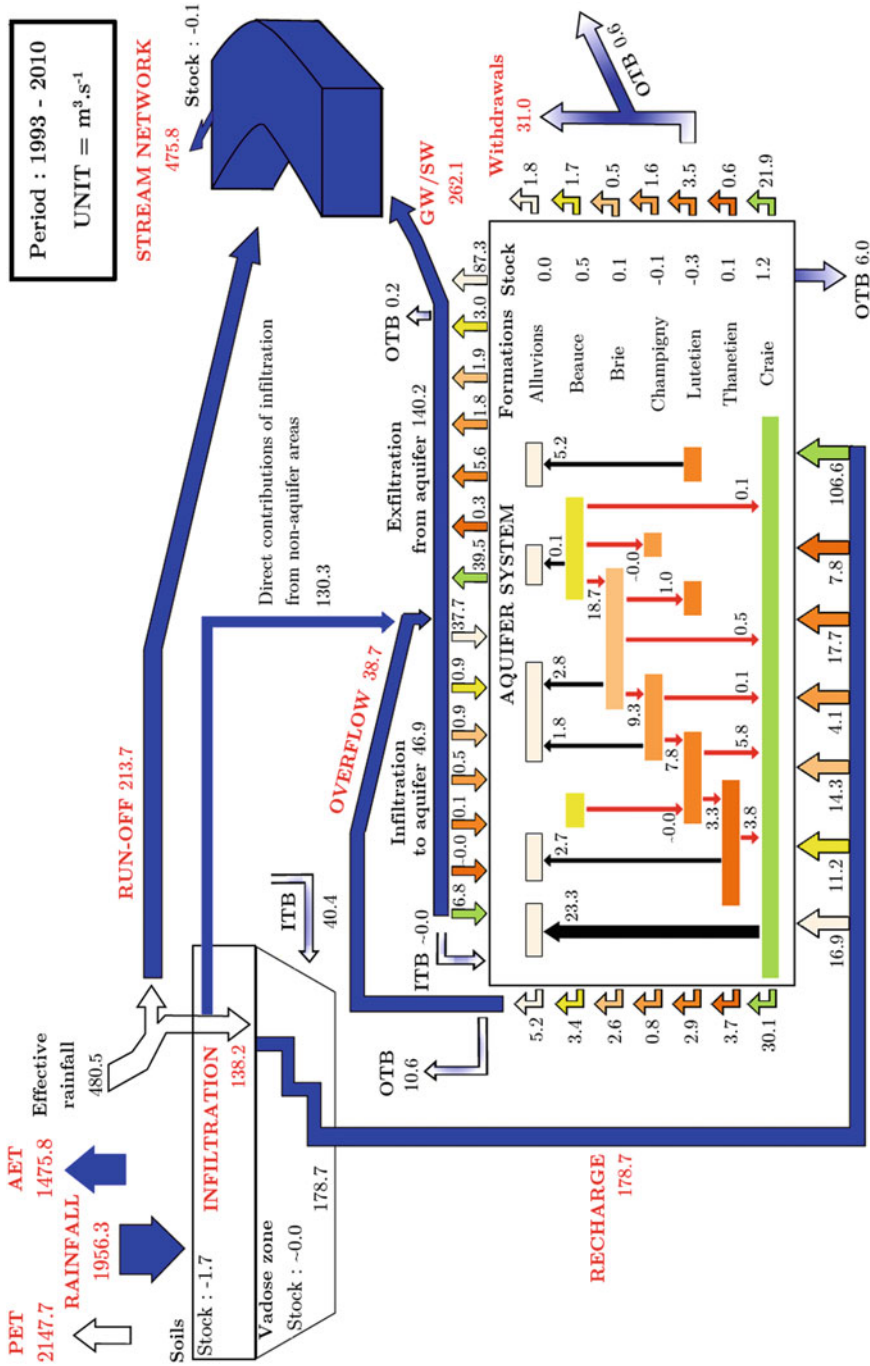 Period : 1993 - 2010
UNIT = m³.s⁻¹
PET
2147.7
AET
1475.8
RAINFALL
1956.3
Effective
rainfall
480.5
RUN-OFF 213.7
STREAM NETWORK
475.8
Stock : -0.1
Soils
Stock : -1.7
INFILTRATION
138.2
Vadose zone
Stock : ~0.0
178.7
ITB
40.4
Direct contributions of infiltration
from non-aquifer areas
130.3
OVERFLOW 38.7
OTB
10.6
ITB ~0.0
Infiltration
to aquifer 46.9
Exfiltration
from aquifer 140.2
OTB 0.2
GW/SW
262.1
6.8
~0.0
0.1
0.5
0.9
0.9
37.7
39.5
0.3
5.6
1.8
1.9
3.0
87.3
AQUIFER SYSTEM
Formations
Stock
Alluvions
0.0
Beauce
0.5
Brie
0.1
Champigny
-0.1
Lutetien
-0.3
Thanetien
0.1
Craie
1.2
23.3
2.7
1.8
2.8
0.1
5.2
18.7
~0.0
9.3
1.0
~0.0
7.8
3.3
3.8
5.8
0.1
0.5
0.1
5.2
3.4
2.6
0.8
2.9
3.7
30.1
Withdrawals
31.0
OTB 0.6
1.8
1.7
0.5
1.6
3.5
0.6
21.9
OTB 6.0
RECHARGE
178.7
16.9
11.2
14.3
4.1
17.7
7.8
106.6